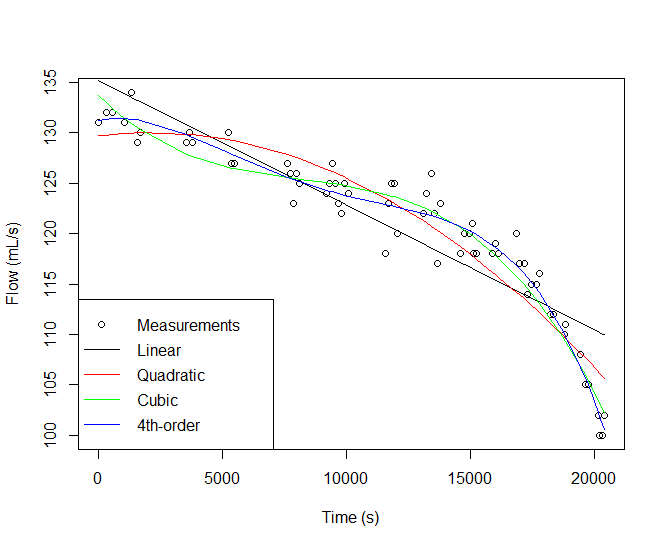 135
130
125
120
115
110
105
100
Flow (mL/s)
Measurements
Linear
Quadratic
Cubic
4th-order
0 5000 10000 15000 20000
Time (s)